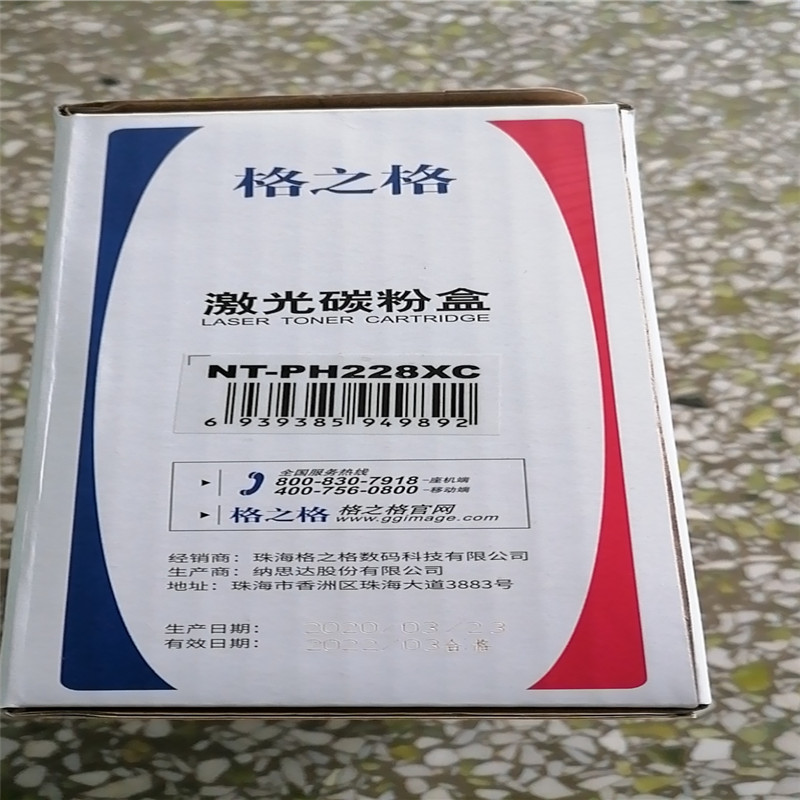 格之格
激光碳粉盒
LASER TONER CARTRIDGE
NT-PH228XC
6 939385 949892
全国服务热线
800-830-7918-座机端
400-756-0800-移动端
格之格 格之格官网
www.ggimage.com
经销商：珠海格之格数码科技有限公司
生产商：纳思达股份有限公司
地址：珠海市香洲区珠海大道3883号
生产日期：2020/03/23
有效日期：2022/03合格